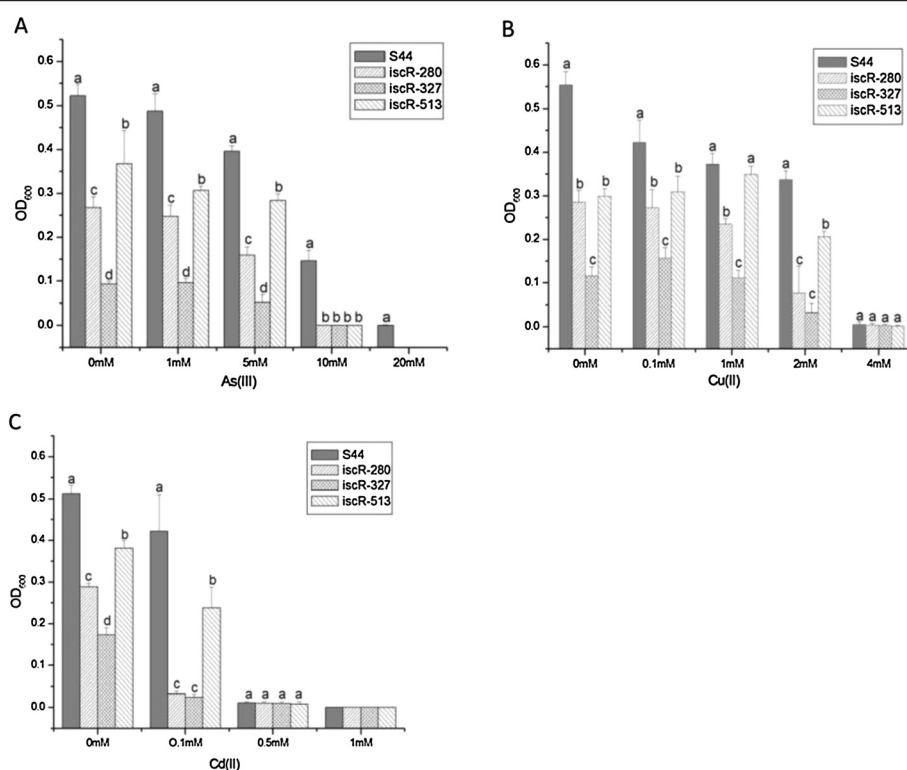 A
S44
iscR-280
iscR-327
iscR-513
OD600
0.6
0.5
0.4
0.3
0.2
0.1
0.0
a
c
d
b
a
c
d
b
a
c
d
b
a
b b b b
a
0mM 1mM 5mM 10mM 20mM
As(III)
B
S44
iscR-280
iscR-327
iscR-513
OD600
0.6
0.5
0.4
0.3
0.2
0.1
0.0
a
b
c
b
a
b
c
b
a
b
c
a
a
c
c
b
a a a a
0mM 0.1mM 1mM 2mM 4mM
Cu(II)
C
S44
iscR-280
iscR-327
iscR-513
OD600
0.6
0.5
0.4
0.3
0.2
0.1
0.0
a
c
d
b
a
c
c
b
a a a a
0mM O.1mM 0.5mM 1mM
Cd(II)